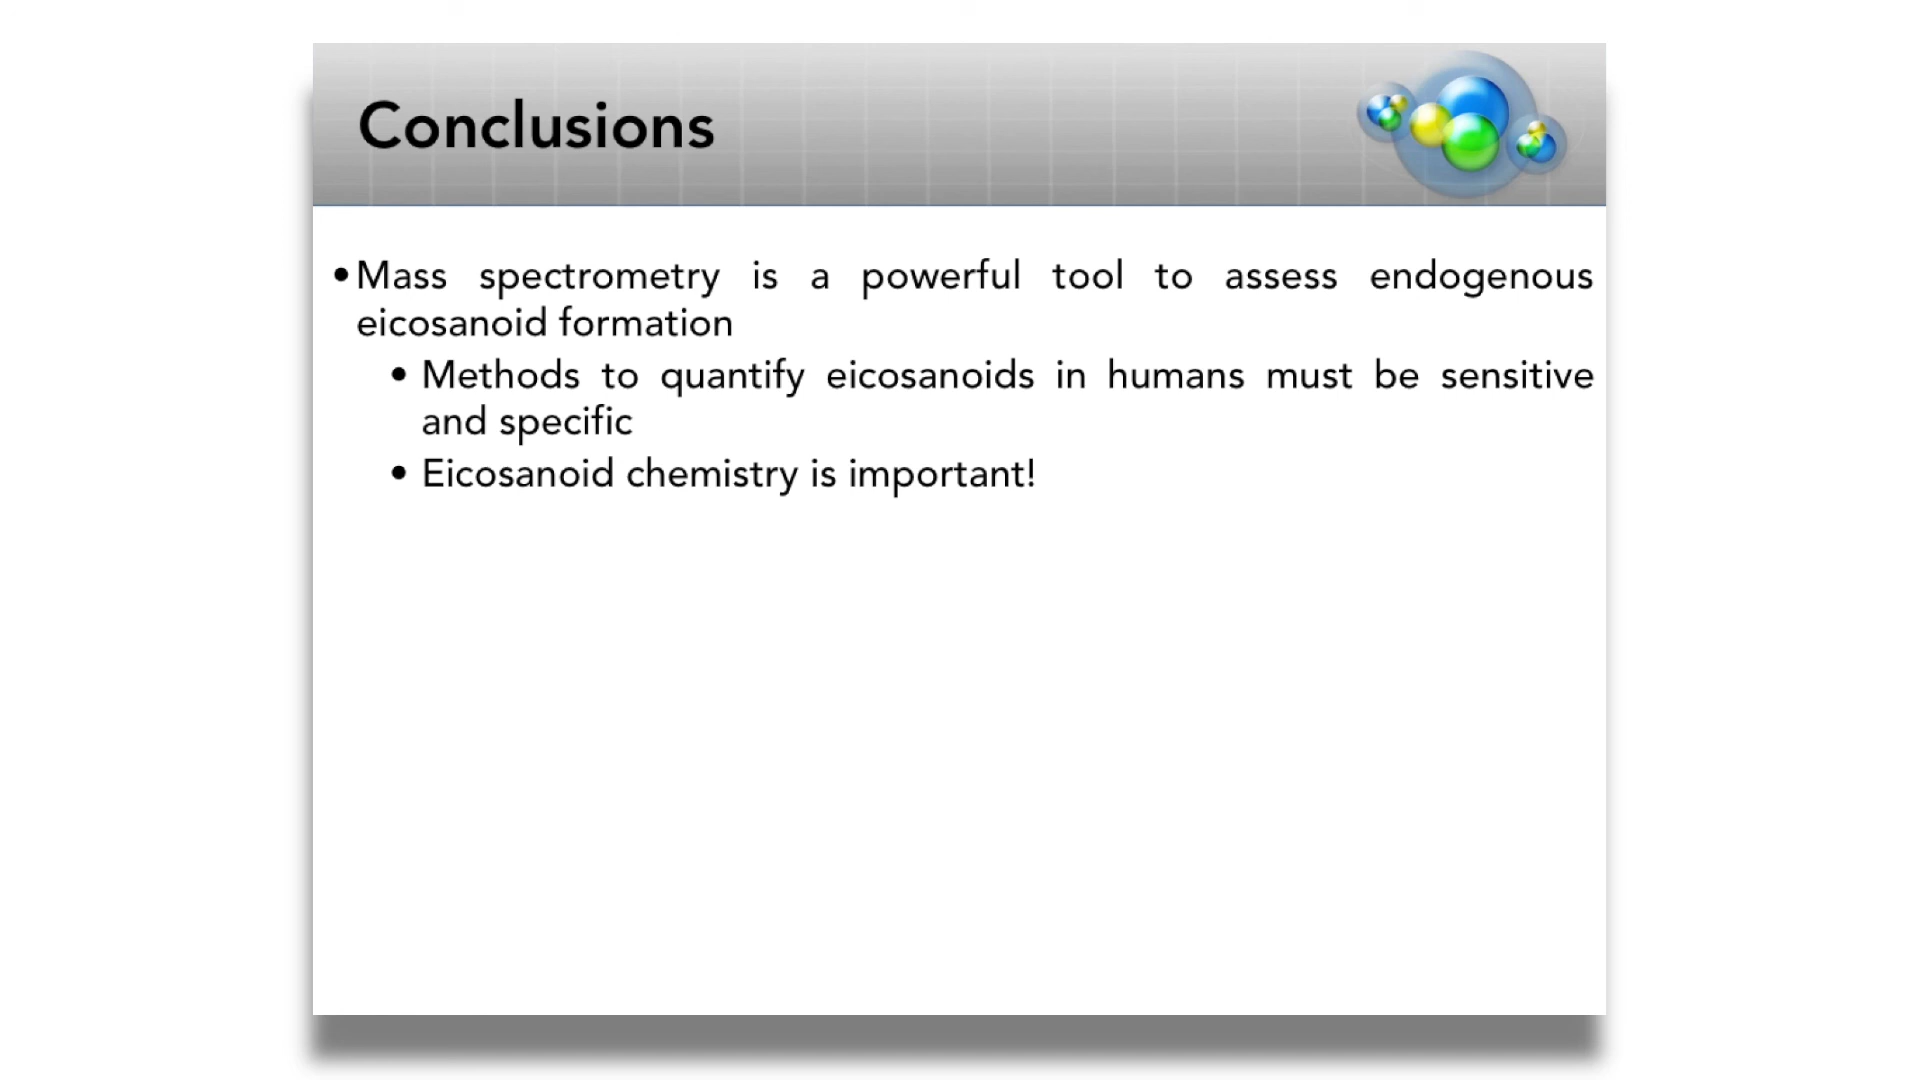 Conclusions
•Mass spectrometry is a powerful tool to assess endogenous
eicosanoid formation
• Methods to quantify eicosanoids in humans must be sensitive
and specific
• Eicosanoid chemistry is important!